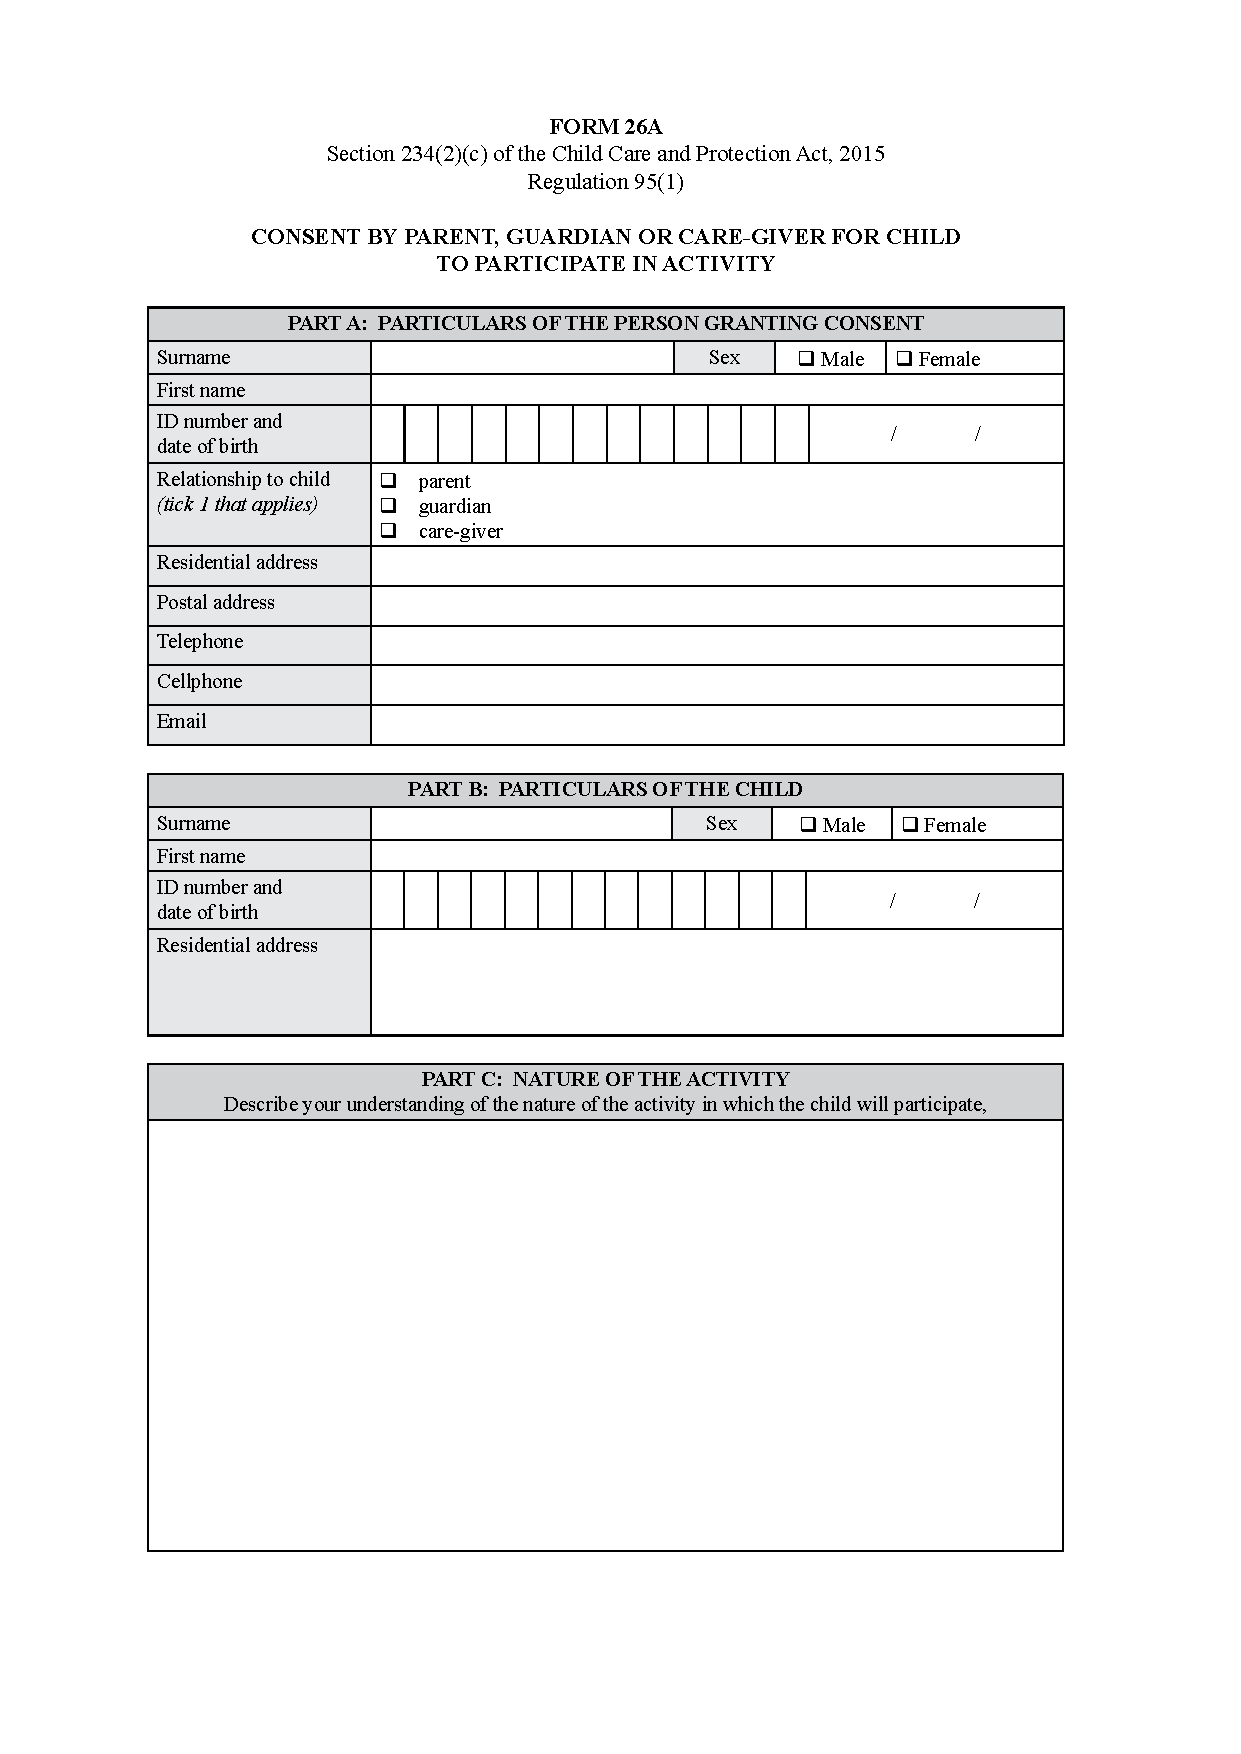 FORM 26A
Section 234(2)(c) of the Child Care and Protection Act, 2015
Regulation 95(1)
CONSENT BY PARENT, GUARDIAN OR CARE-GIVER FOR CHILD
TO PARTICIPATE IN ACTIVITY
PART A: PARTICULARS OF THE PERSON GRANTING CONSENT
Surname Sex ❑ Male ❑ Female
First name
ID number and
date of birth / /
Relationship to child ❑ parent
(tick 1 that applies) ❑ guardian
❑ care-giver
Residential address
Postal address
Telephone
Cellphone
Email
PART B: PARTICULARS OF THE CHILD
Surname Sex ❑ Male ❑ Female
First name
ID number and
date of birth / /
Residential address
PART C: NATURE OF THE ACTIVITY
Describe your understanding of the nature of the activity in which the child will participate,